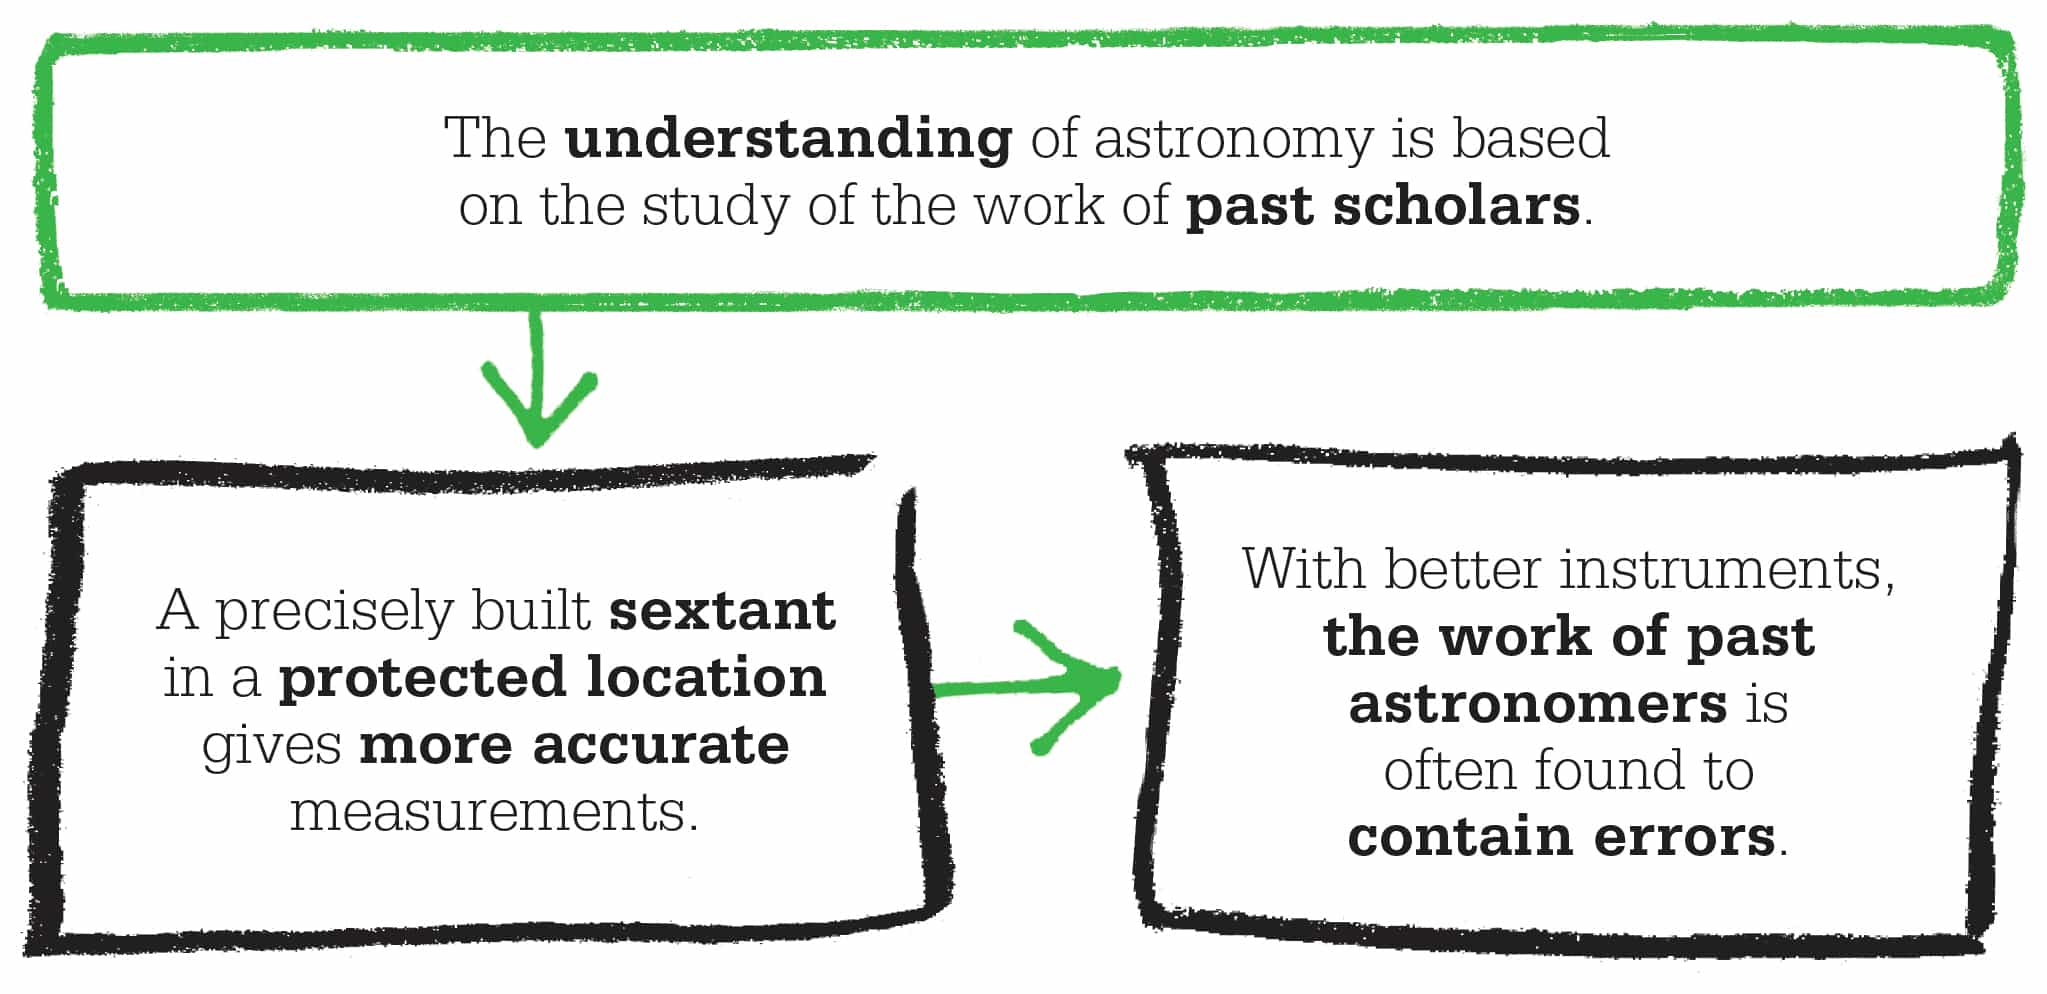 The understanding of astronomy is based
on the study of the work of past scholars.
A precisely built sextant
in a protected location
gives more accurate
measurements.
With better instruments,
the work of past
astronomers is
often found to
contain errors.